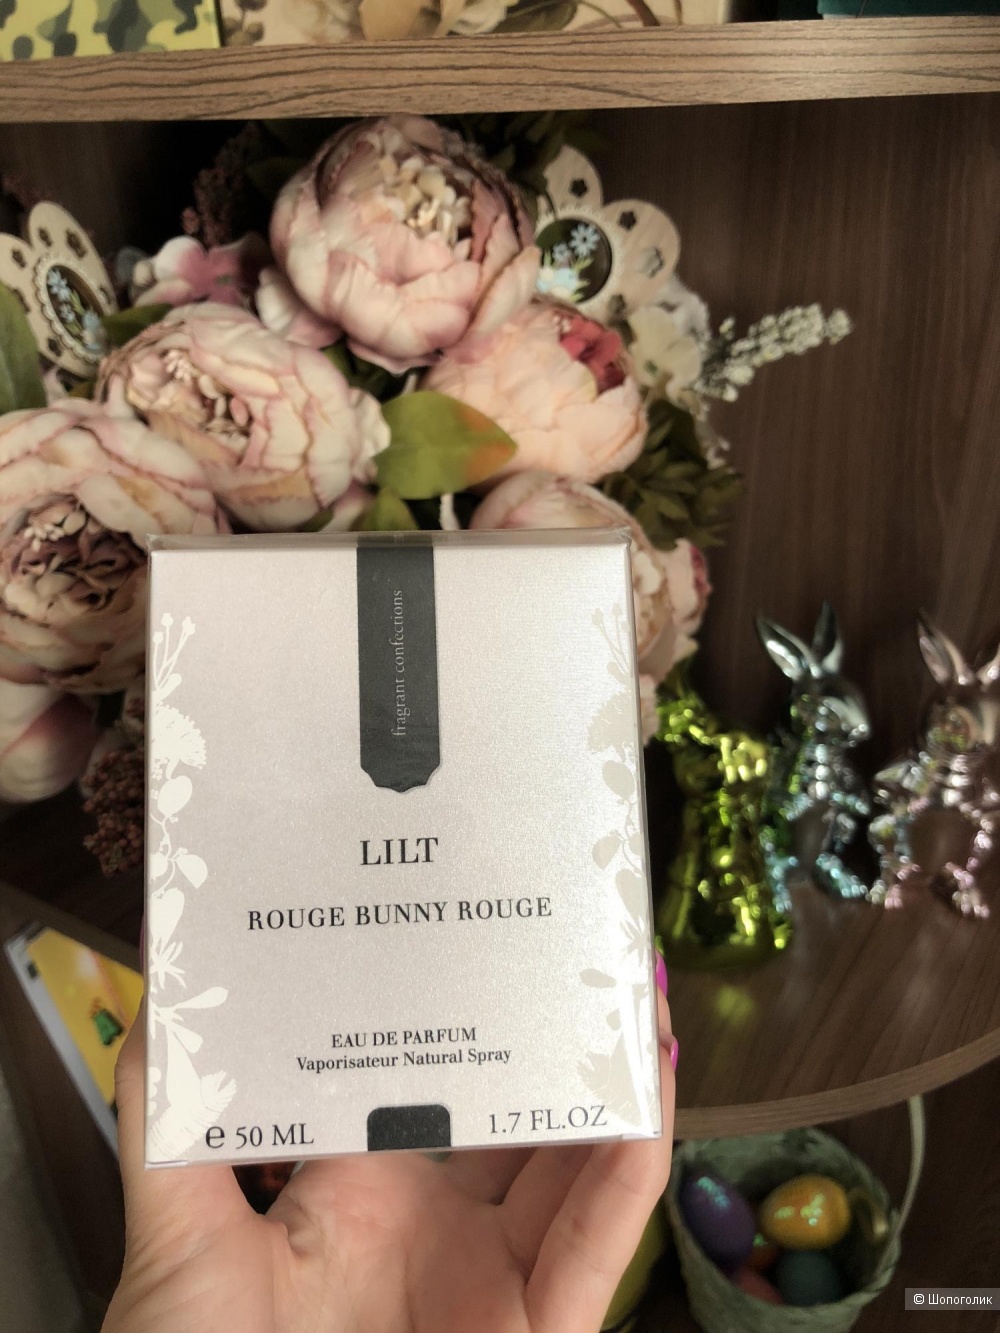 fragrant confections
LILT
ROUGE BUNNY ROUGE
EAU DE PARFUM
Vaporisateur Natural Spray
e 50 ML
1.7 FL.OZ
© Шопоголик